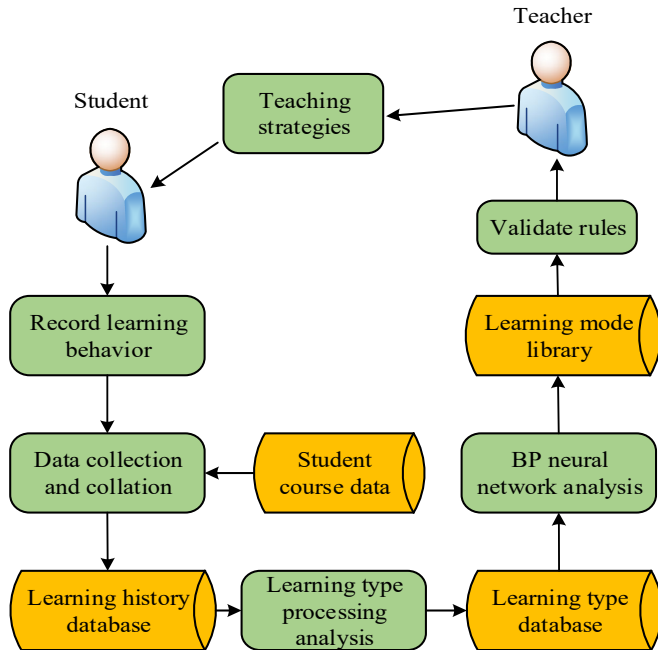 Teacher
Student
Teaching
strategies
Validate rules
Record learning
behavior
Learning mode
library
Data collection
and collation
Student
course data
BP neural
network analysis
Learning history
database
Learning type
processing
analysis
Learning type
database